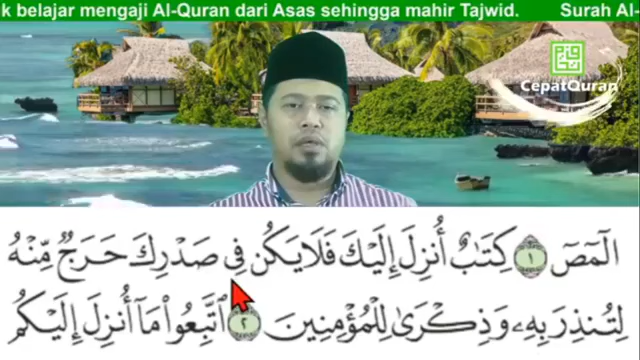 k belajar mengaji Al-Quran dari Asas sehingga mahir Tajwid. Surah Al-
CepatQuran
الٓمٓصٓ ١ كِتَٰبٌ أُنزِلَ إِلَيْكَ فَلَا يَكُن فِى صَدْرِكَ حَرَجٌ مِّنْهُ
لِتُنذِرَ بِهِۦ وَذِكْرَىٰ لِلْمُؤْمِنِينَ ٢ ٱتَّبِعُوا۟ مَآ أُنزِلَ إِلَيْكُم